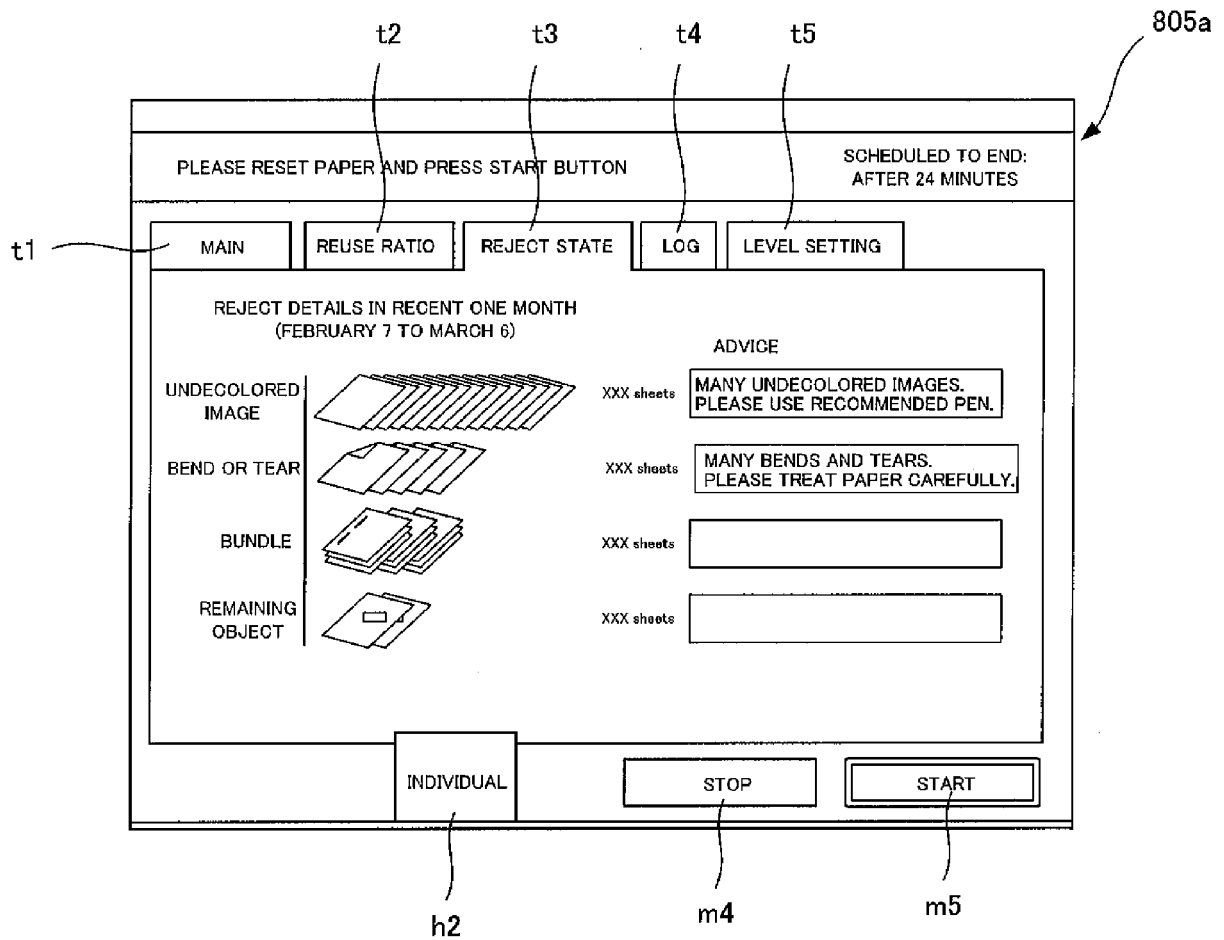 805a
t2
t3
t4
t5
PLEASE RESET PAPER AND PRESS START BUTTON
SCHEDULED TO END:
AFTER 24 MINUTES
t1
MAIN
REUSE RATIO
REJECT STATE
LOG
LEVEL SETTING
REJECT DETAILS IN RECENT ONE MONTH
(FEBRUARY 7 TO MARCH 6)
ADVICE
UNDECOLORED
IMAGE
XXX sheets
MANY UNDECOLORED IMAGES.
PLEASE USE RECOMMENDED PEN.
BEND OR TEAR
XXX sheets
MANY BENDS AND TEARS.
PLEASE TREAT PAPER CAREFULLY.
BUNDLE
XXX sheets
REMAINING
OBJECT
XXX sheets
INDIVIDUAL
STOP
START
h2
m4
m5